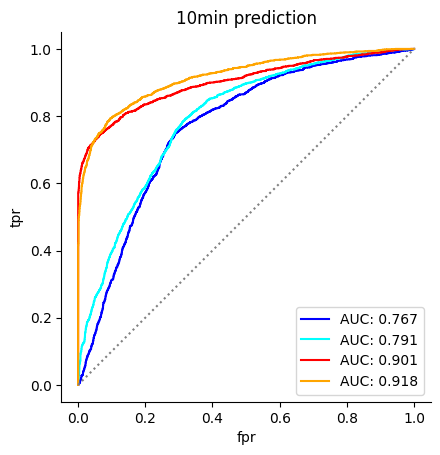 10min prediction
tpr
1.0
0.8
0.6
0.4
0.2
0.0
AUC: 0.767
AUC: 0.791
AUC: 0.901
AUC: 0.918
0.0 0.2 0.4 0.6 0.8 1.0
fpr